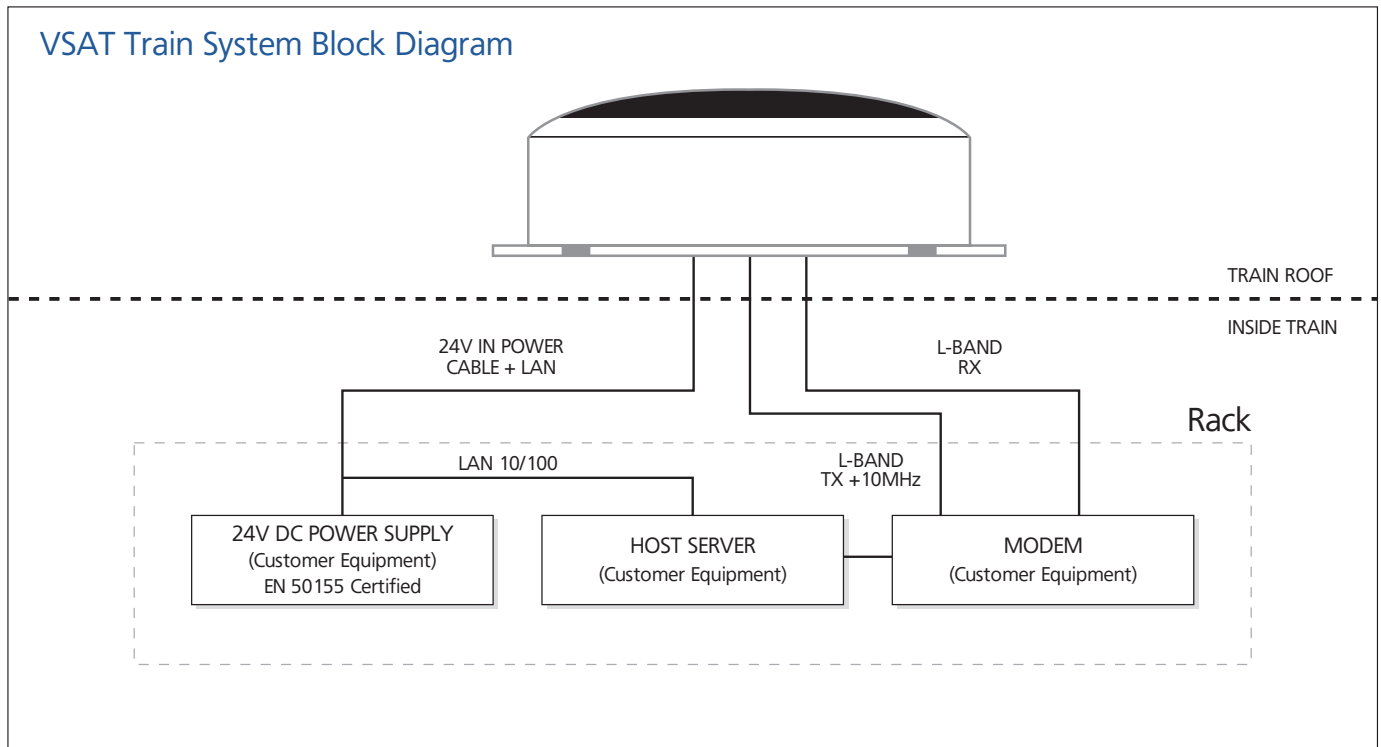 VSAT Train System Block Diagram
TRAIN ROOF
INSIDE TRAIN
24V IN POWER
CABLE + LAN
L-BAND
RX
Rack
LAN 10/100
L-BAND
TX +10MHz
24V DC POWER SUPPLY
(Customer Equipment)
EN 50155 Certified
HOST SERVER
(Customer Equipment)
MODEM
(Customer Equipment)